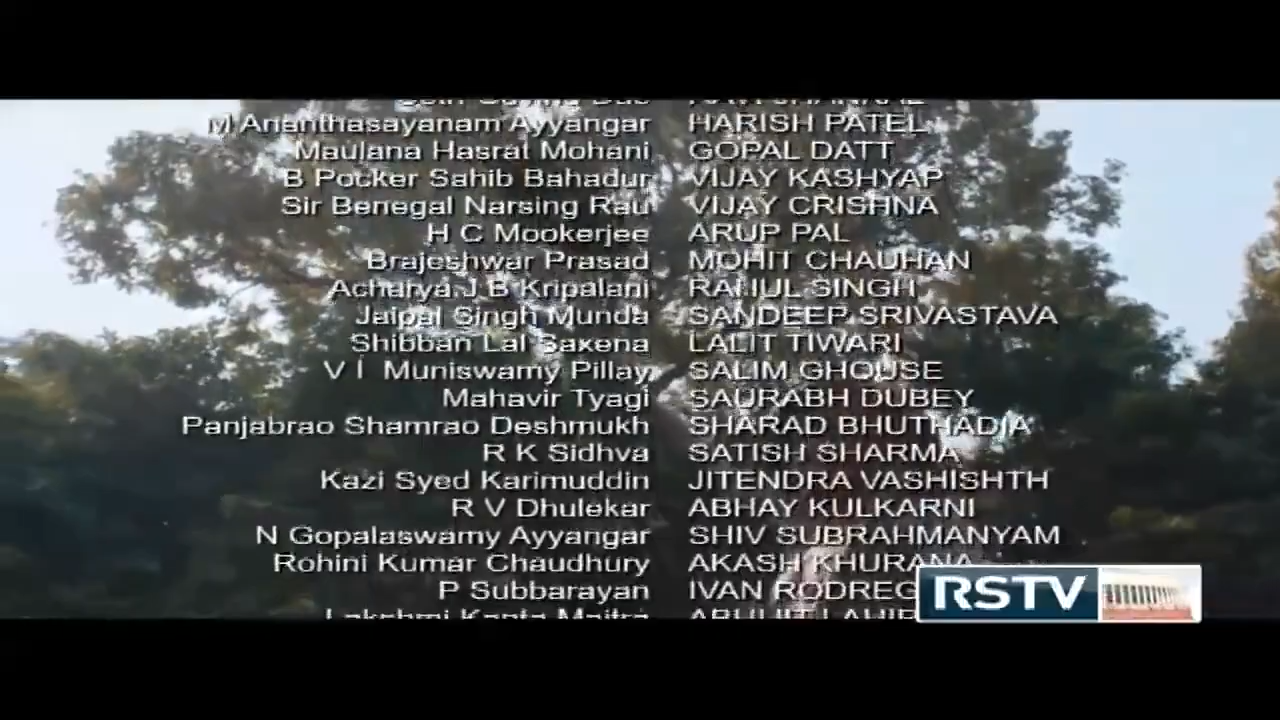 M Ananthasayanam Ayyangar HARISH PATEL
Maulana Hasrat Mohani GOPAL DATT
B Pocker Sahib Bahadur VIJAY KASHYAP
Sir Benegal Narsing Rau VIJAY CRISHNA
H C Mookerjee ARUP PAL
Brajeshwar Prasad MOHIT CHAUHAN
Acharya J B Kripalani RAHUL SINGH
Jaipal Singh Munda SANDEEP SRIVASTAVA
Shibban Lal Saxena LALIT TIWARI
V I Muniswamy Pillay SALIM GHOUSE
Mahavir Tyagi SAURABH DUBEY
Panjabrao Shamrao Deshmukh SHARAD BHUTHADIA
R K Sidhva SATISH SHARMA
Kazi Syed Karimuddin JITENDRA VASHISHTH
R V Dhulekar ABHAY KULKARNI
N Gopalaswamy Ayyangar SHIV SUBRAHMANYAM
Rohini Kumar Chaudhury AKASH KHURANA
P Subbarayan IVAN RODREG
Lakshmi Kanta Maitra
RSTV